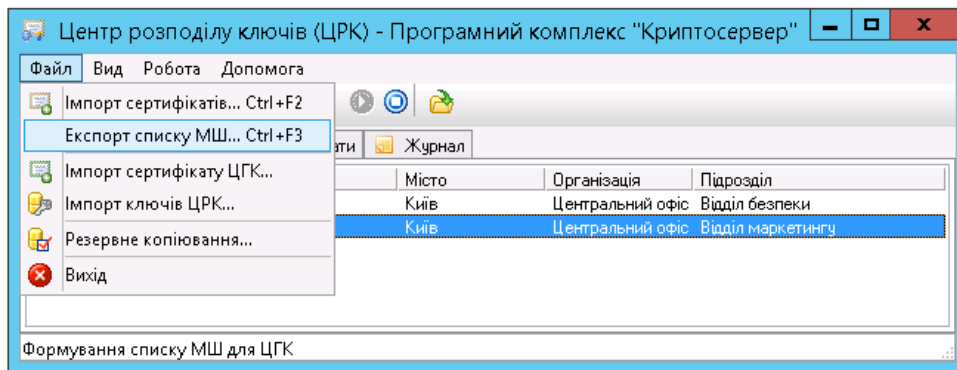 Центр розподілу ключів (ЦРК) - Програмний комплекс "Криптосервер"
Файл Вид Робота Допомога
Імпорт сертифікатів... Ctrl+F2
Експорт списку МШ... Ctrl+F3
ати Журнал
Імпорт сертифікату ЦГК...
Місто Організація Підрозділ
Імпорт ключів ЦРК...
Київ Центральний офіс Відділ безпеки
Київ Центральний офіс Відділ маркетингу
Резервне копіювання...
Вихід
Формування списку МШ для ЦГК